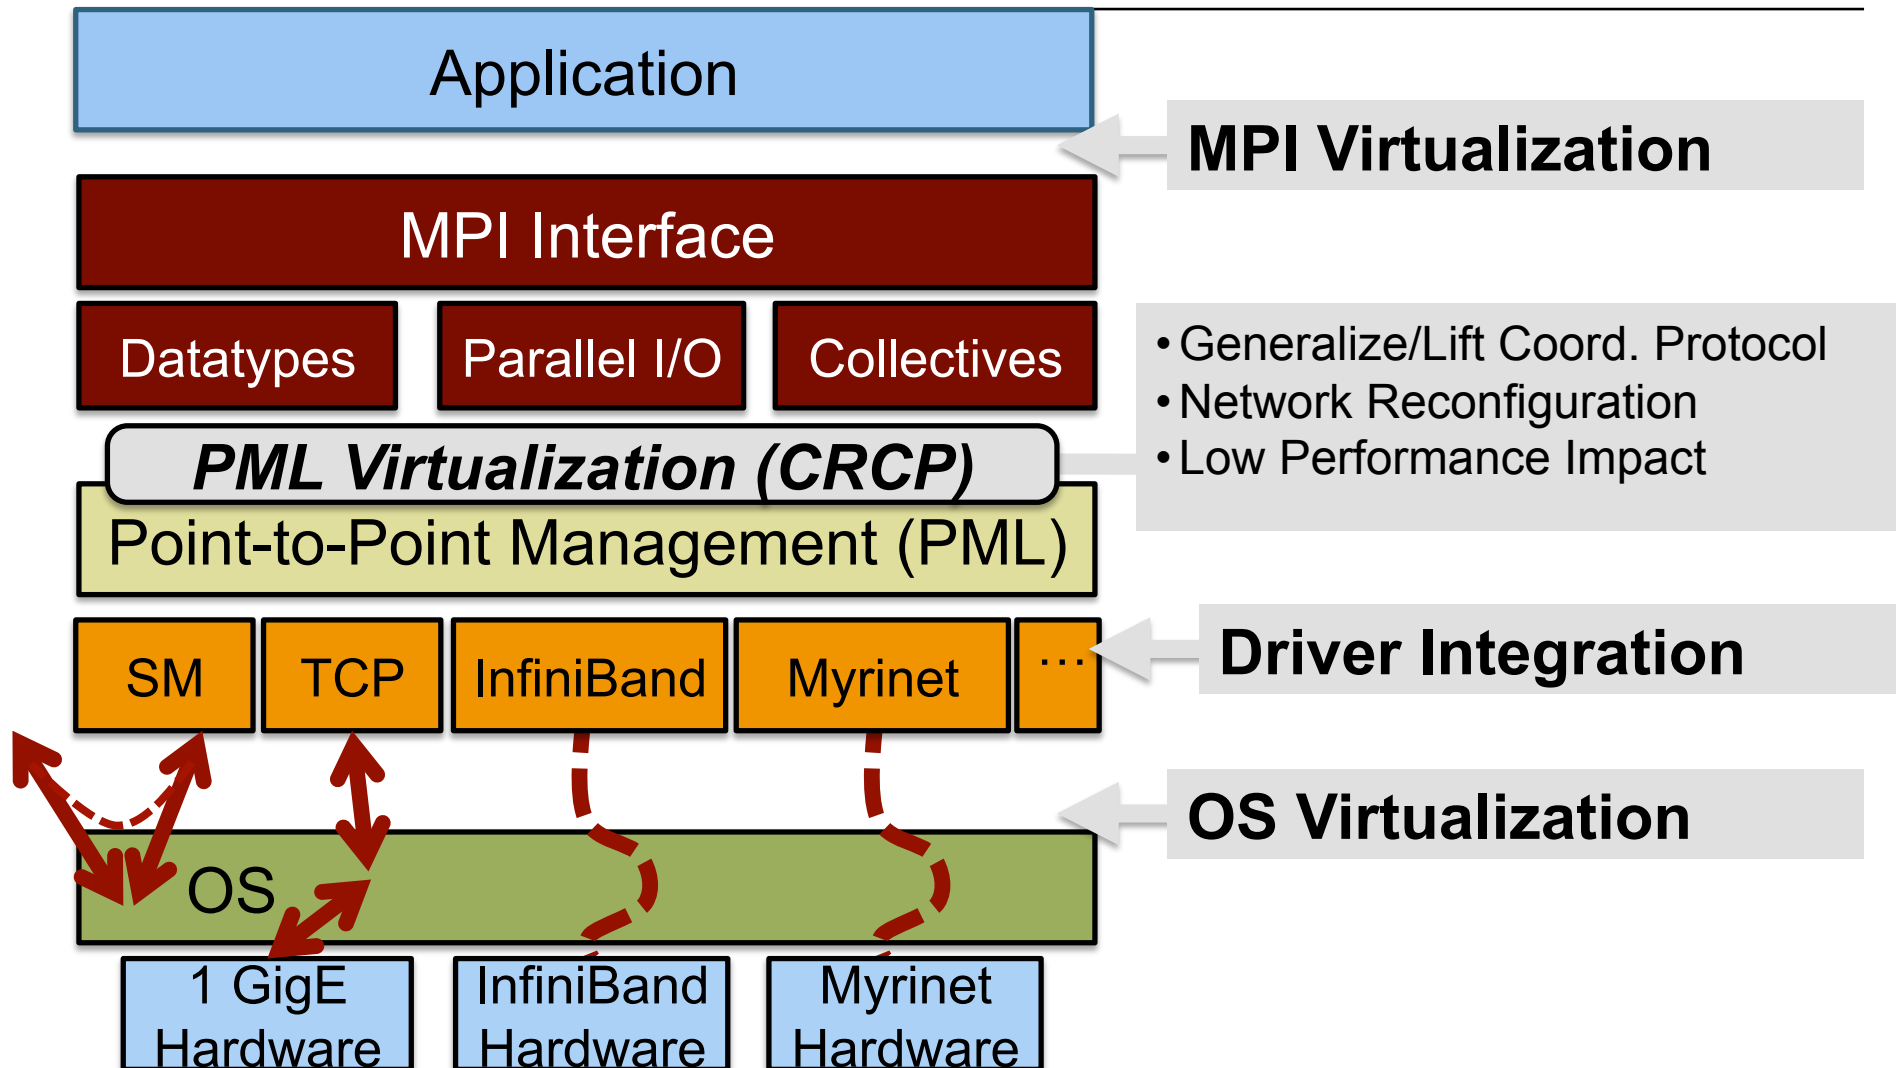 Application
MPI Virtualization
MPI Interface
Datatypes
Parallel I/O
Collectives
• Generalize/Lift Coord. Protocol
• Network Reconfiguration
• Low Performance Impact
PML Virtualization (CRCP)
Point-to-Point Management (PML)
SM
TCP
InfiniBand
Myrinet
...
Driver Integration
OS Virtualization
OS
1 GigE
Hardware
InfiniBand
Hardware
Myrinet
Hardware